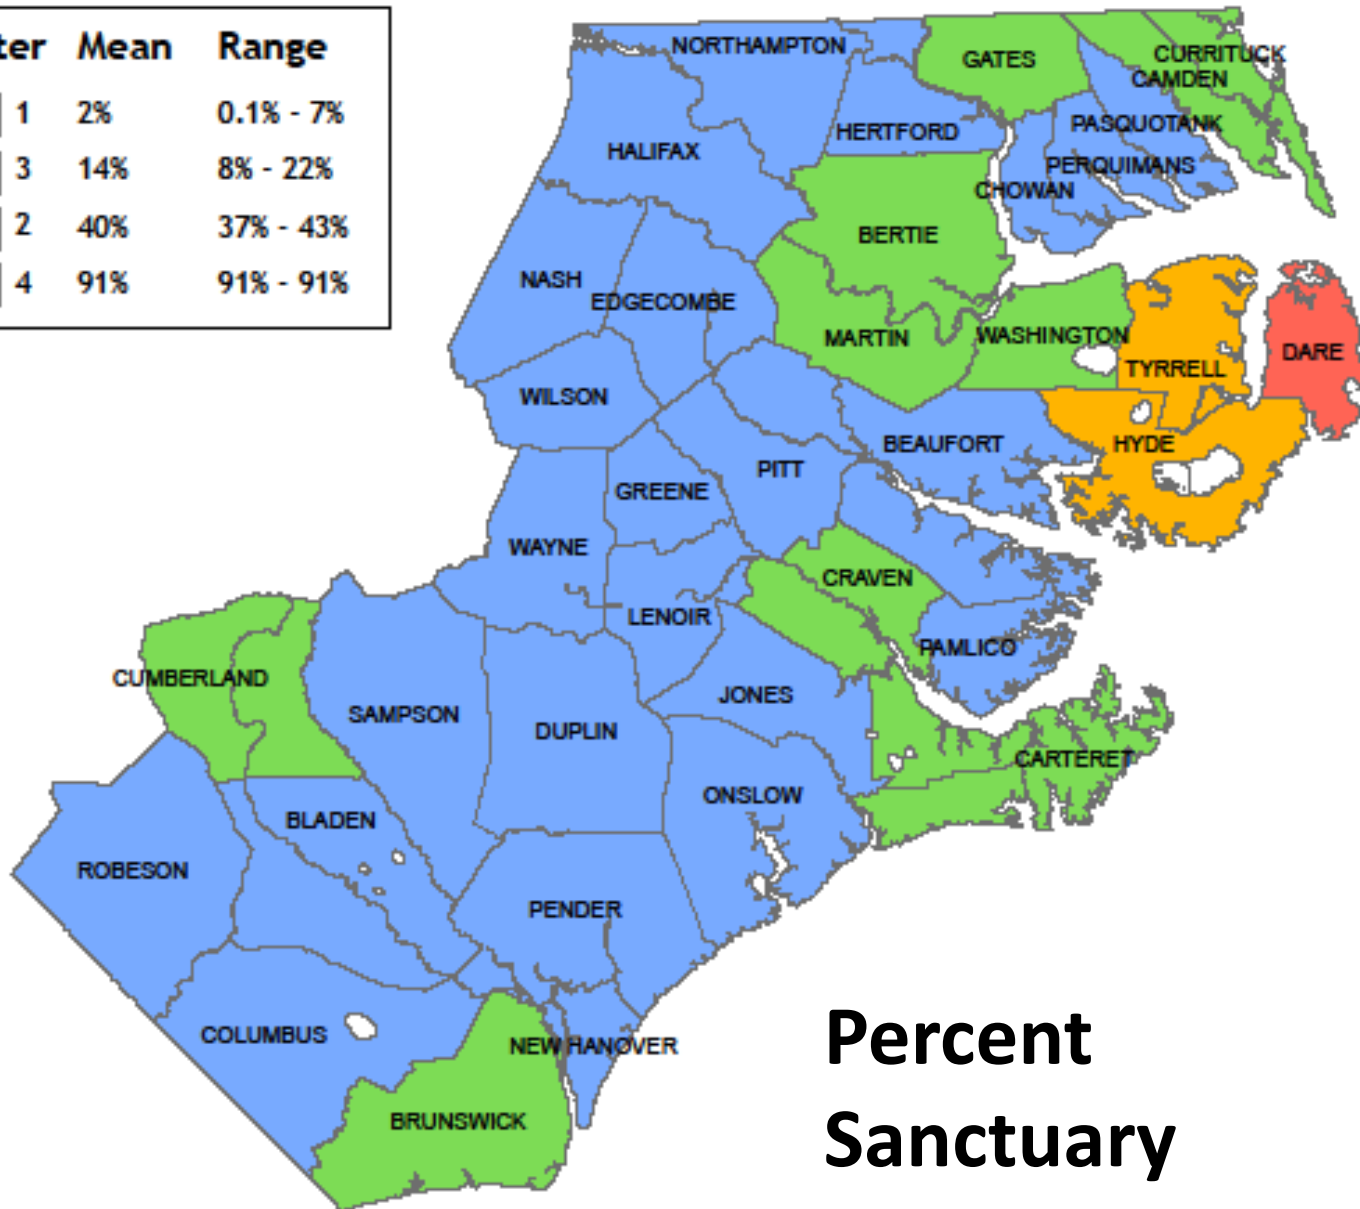 ter Mean Range
1 2% 0.1% - 7%
3 14% 8% - 22%
2 40% 37% - 43%
4 91% 91% - 91%
NORTHAMPTON
GATES
CURRITUCK
CAMDEN
HERTFORD
PASQUOTANK
HALIFAX
PERQUIMANS
CHOWAN
BERTIE
NASH
EDGECOMBE
MARTIN
WASHINGTON
TYRRELL
DARE
WILSON
BEAUFORT
HYDE
PITT
GREENE
WAYNE
CRAVEN
LENOIR
PAMLICO
CUMBERLAND
SAMPSON
JONES
DUPLIN
CARTERET
ONSLOW
BLADEN
ROBESON
PENDER
COLUMBUS
NEW HANOVER
BRUNSWICK
Percent
Sanctuary